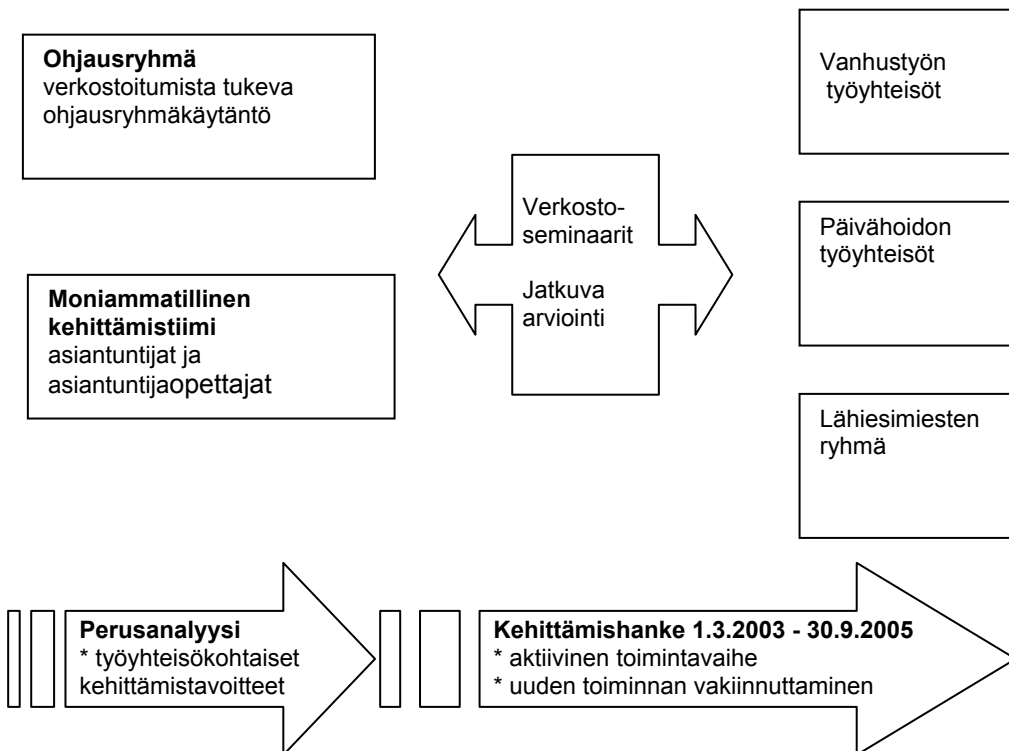 Ohjausryhmä
verkostoitumista tukeva
ohjausryhmäkäytäntö
Moniammatillinen
kehittämistiimi
asiantuntijat ja
asiantuntijaopettajat
Verkosto-
seminaarit
Jatkuva
arviointi
Vanhustyön
työyhteisöt
Päivähoidon
työyhteisöt
Lähiesimiesten
ryhmä
Perusanalyysi
* työyhteisökohtaiset
kehittämistavoitteet
Kehittämishanke 1.3.2003 - 30.9.2005
* aktiivinen toimintavaihe
* uuden toiminnan vakiinnuttaminen